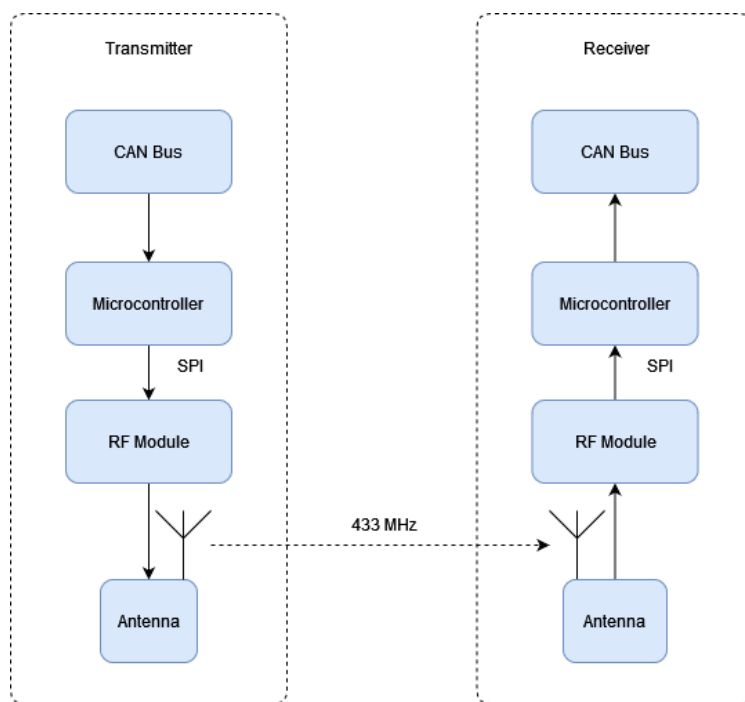 Transmitter
CAN Bus
Microcontroller
SPI
RF Module
Antenna
433 MHz
Receiver
CAN Bus
Microcontroller
SPI
RF Module
Antenna